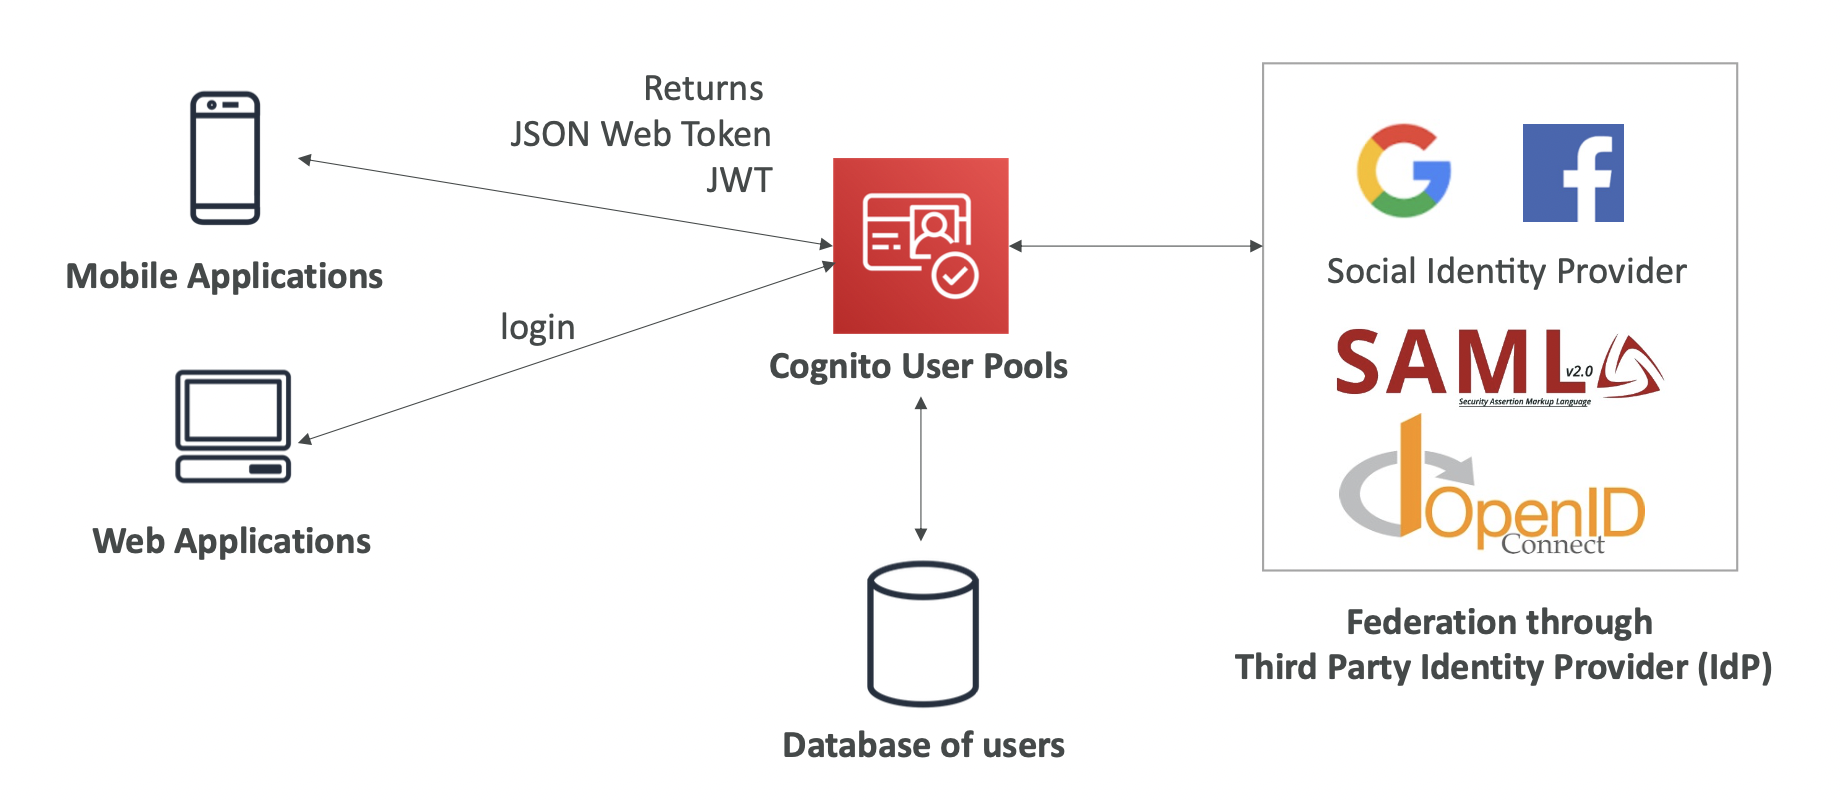 Returns
JSON Web Token
JWT
Mobile Applications
login
Web Applications
Cognito User Pools
Database of users
Social Identity Provider
SAML v2.0
Security Assertion Markup Language
OpenID
Connect
Federation through
Third Party Identity Provider (IdP)